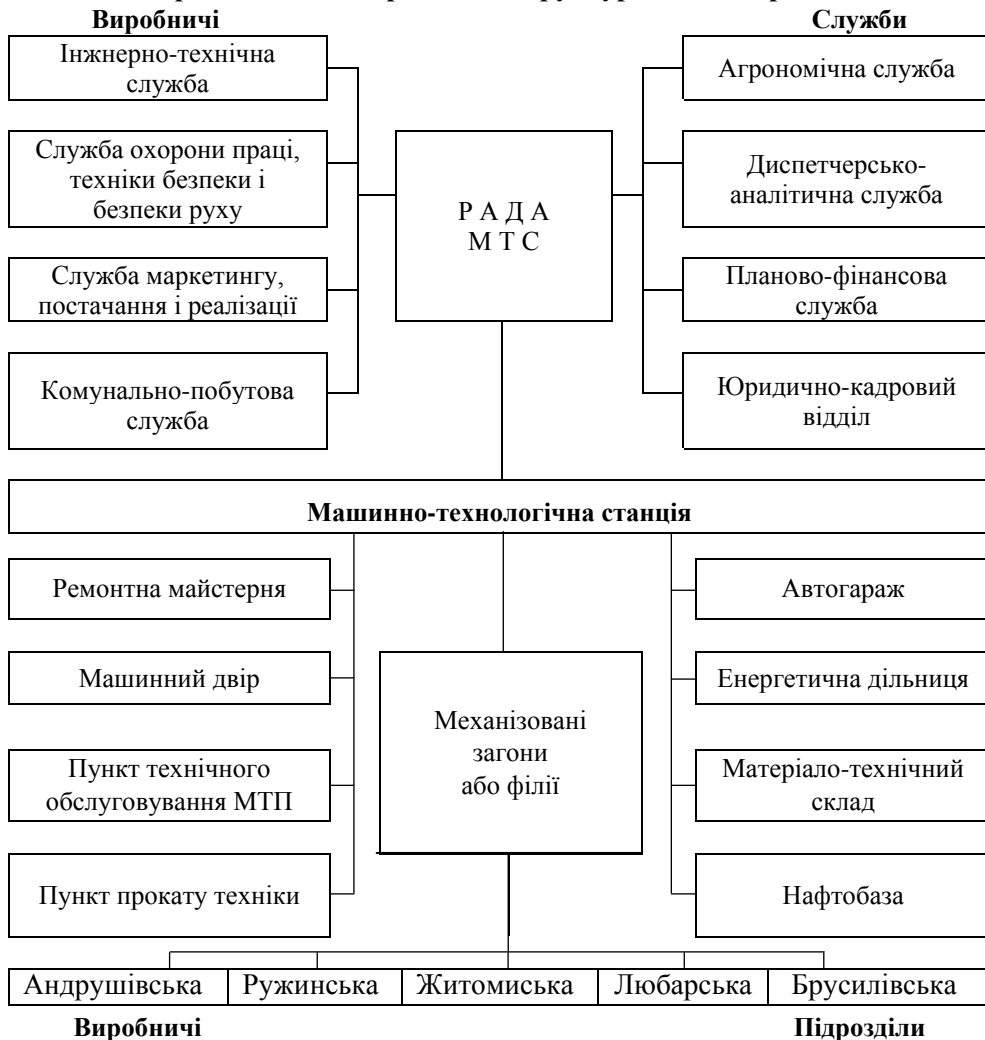 Виробничі
Служби
Інжнерно-технічна
служба
Агрономічна служба
Служба охорони праці,
техніки безпеки і
безпеки руху
Р А Д А
М Т С
Диспетчерсько-
аналітична служба
Служба маркетингу,
постачання і реалізації
Планово-фінансова
служба
Комунально-побутова
служба
Юридично-кадровий
відділ
Машинно-технологічна станція
Ремонтна майстерня
Автогараж
Машинний двір
Енергетична дільниця
Механізовані
загони
або філії
Пункт технічного
обслуговування МТП
Матеріало-технічний
склад
Пункт прокату техніки
Нафтобаза
Андрушівська
Ружинська
Житомиська
Любарська
Брусилівська
Виробничі
Підрозділи